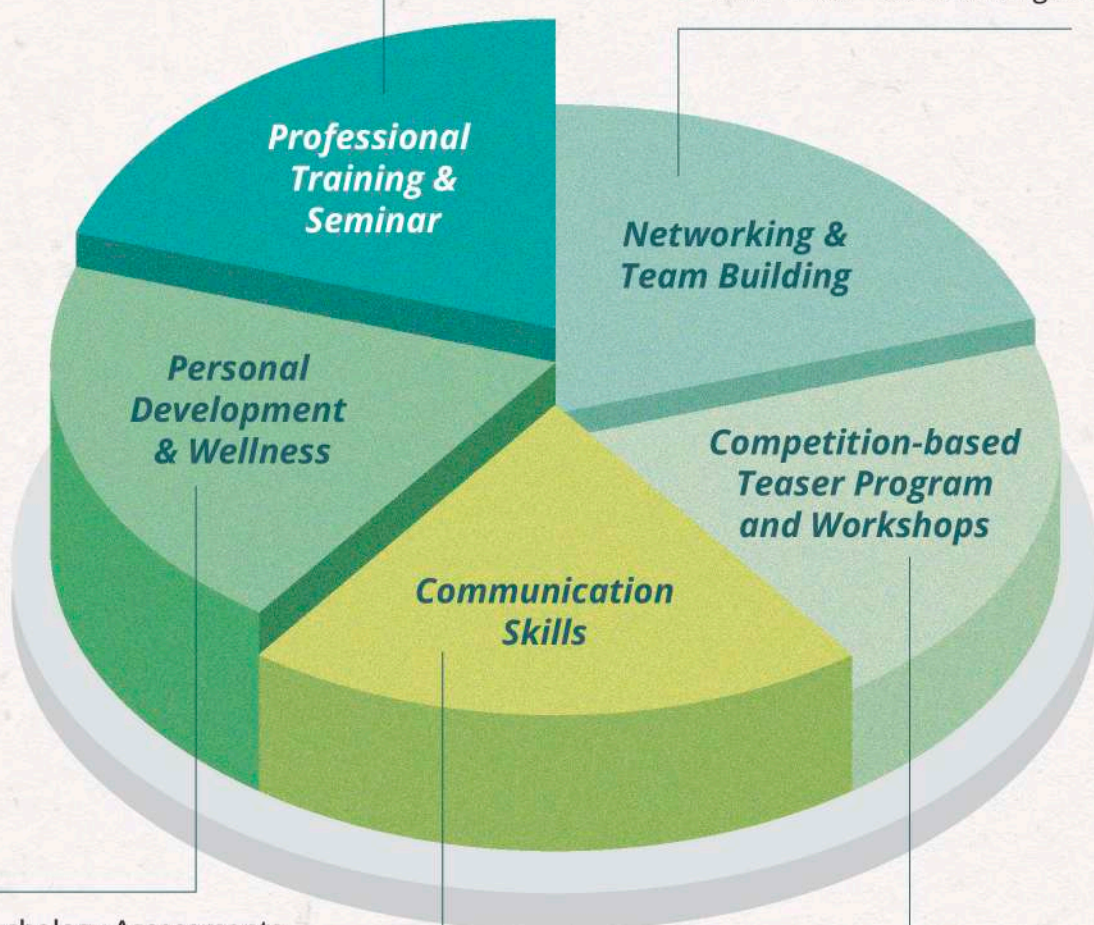 Professional
Training &
Seminar
Networking &
Team Building
Personal
Development
& Wellness
Competition-based
Teaser Program
and Workshops
Communication
Skills